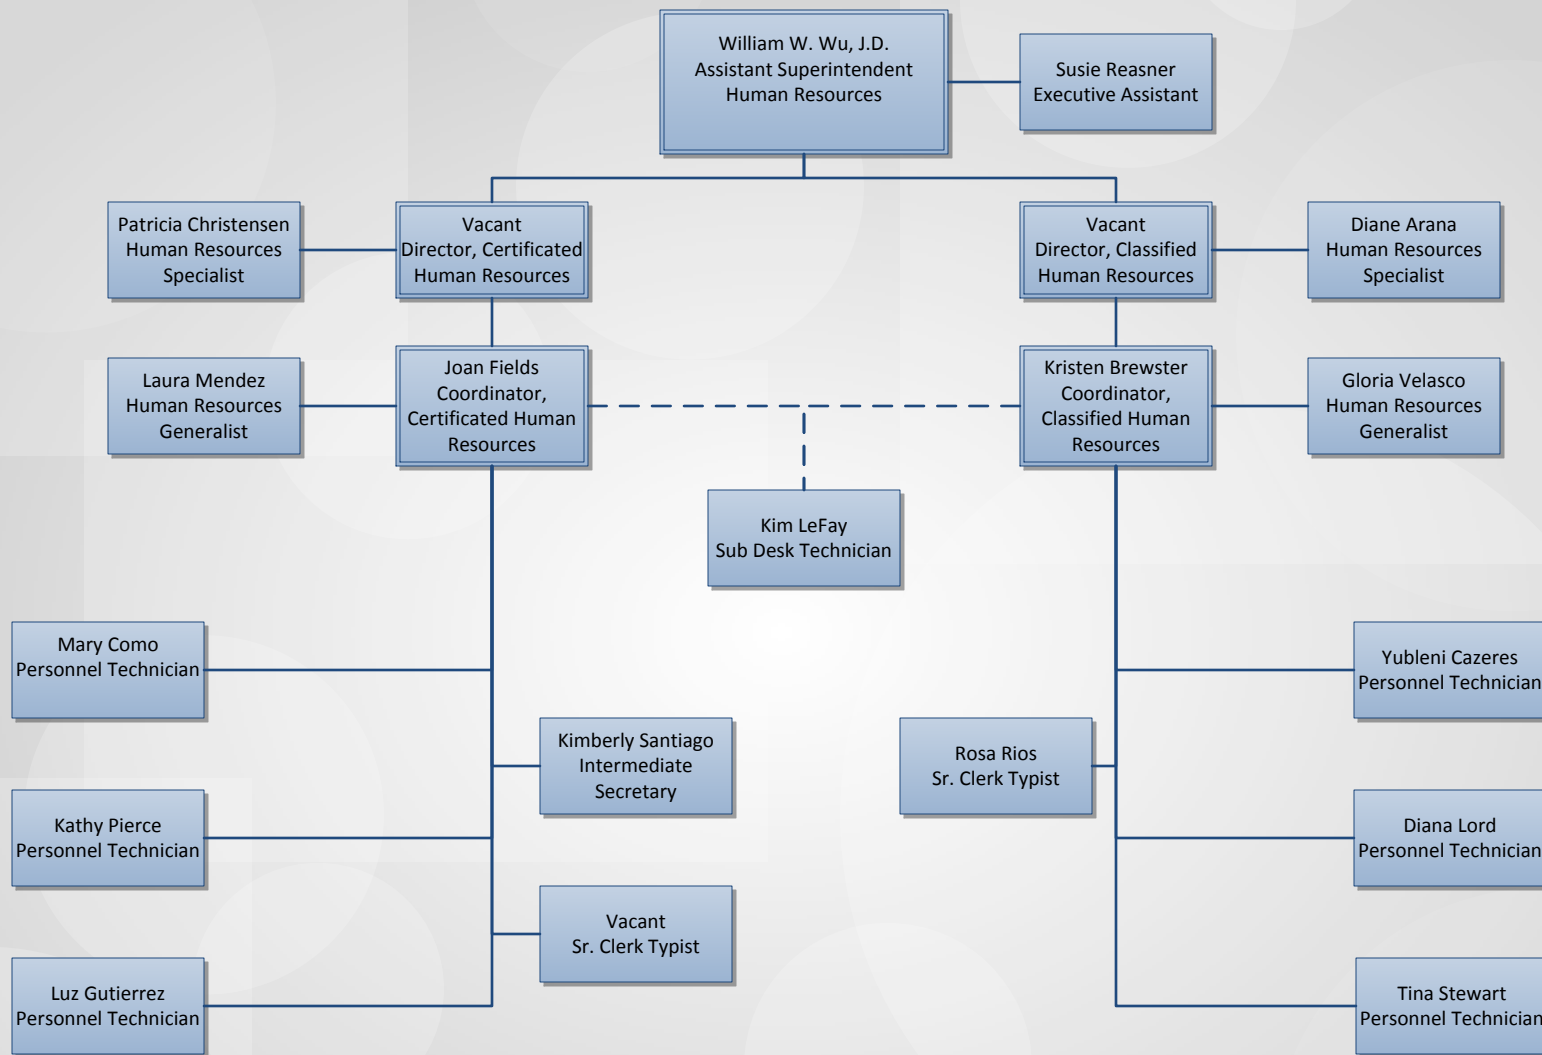 William W. Wu, J.D.
Assistant Superintendent
Human Resources
Susie Reasner
Executive Assistant
Patricia Christensen
Human Resources
Specialist
Vacant
Director, Certificated
Human Resources
Vacant
Director, Classified
Human Resources
Diane Arana
Human Resources
Specialist
Laura Mendez
Human Resources
Generalist
Joan Fields
Coordinator,
Certificated Human
Resources
Kristen Brewster
Coordinator,
Classified Human
Resources
Gloria Velasco
Human Resources
Generalist
Kim LeFay
Sub Desk Technician
Mary Como
Personnel Technician
Yubleni Cazeres
Personnel Technician
Kimberly Santiago
Intermediate
Secretary
Rosa Rios
Sr. Clerk Typist
Kathy Pierce
Personnel Technician
Diana Lord
Personnel Technician
Vacant
Sr. Clerk Typist
Luz Gutierrez
Personnel Technician
Tina Stewart
Personnel Technician